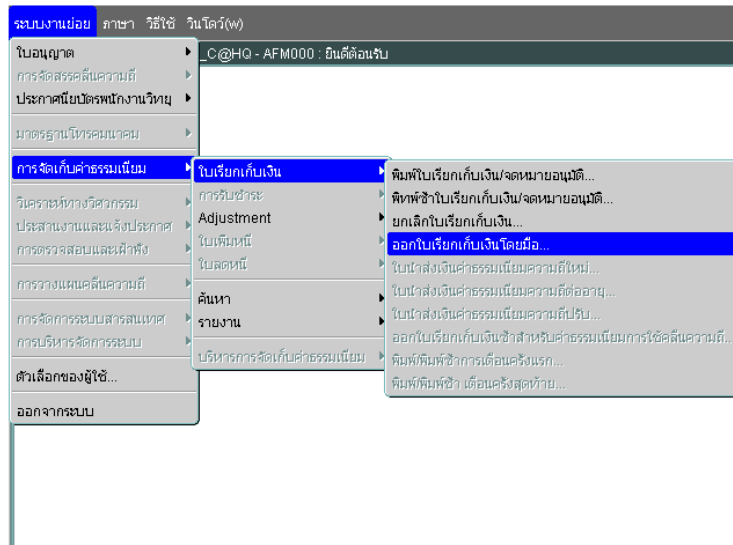 ระบบงานย่อย ภาษา วิธีใช้ วินโดว์(w)
_C@HQ - AFM000 : ยินดีต้อนรับ
ใบอนุญาต
การจัดสรรคลื่นความถี่
ประกาศนียบัตรพนักงานวิทยุ
มาตรฐานโทรคมนาคม
การจัดเก็บค่าธรรมเนียม
วิเคราะห์ทางวิศวกรรม
ประสานงานและแจ้งประกาศ
การตรวจสอบและเฝ้าฟัง
การวางแผนคลื่นความถี่
การจัดการระบบสารสนเทศ
การบริหารจัดการระบบ
ตัวเลือกของผู้ใช้...
ออกจากระบบ
ใบเรียกเก็บเงิน
การรับชำระ
Adjustment
ใบเพิ่มหนี้
ใบลดหนี้
ค้นหา
รายงาน
บริหารการจัดเก็บค่าธรรมเนียม
พิมพ์ใบเรียกเก็บเงิน/จดหมายอนุมัติ...
พิมพ์ซ้ำใบเรียกเก็บเงิน/จดหมายอนุมัติ...
ยกเลิกใบเรียกเก็บเงิน...
ออกใบเรียกเก็บเงินโดยมือ...
ใบนำส่งเงินค่าธรรมเนียมความถี่ใหม่...
ใบนำส่งเงินค่าธรรมเนียมความถี่ต่ออายุ...
ใบนำส่งเงินค่าธรรมเนียมความถี่ปรับ...
ออกใบเรียกเก็บเงินซ้ำสำหรับค่าธรรมเนียมการใช้คลื่นความถี่...
พิมพ์/พิมพ์ซ้ำการเตือนครั้งแรก...
พิมพ์/พิมพ์ซ้ำ เตือนครั้งสุดท้าย...